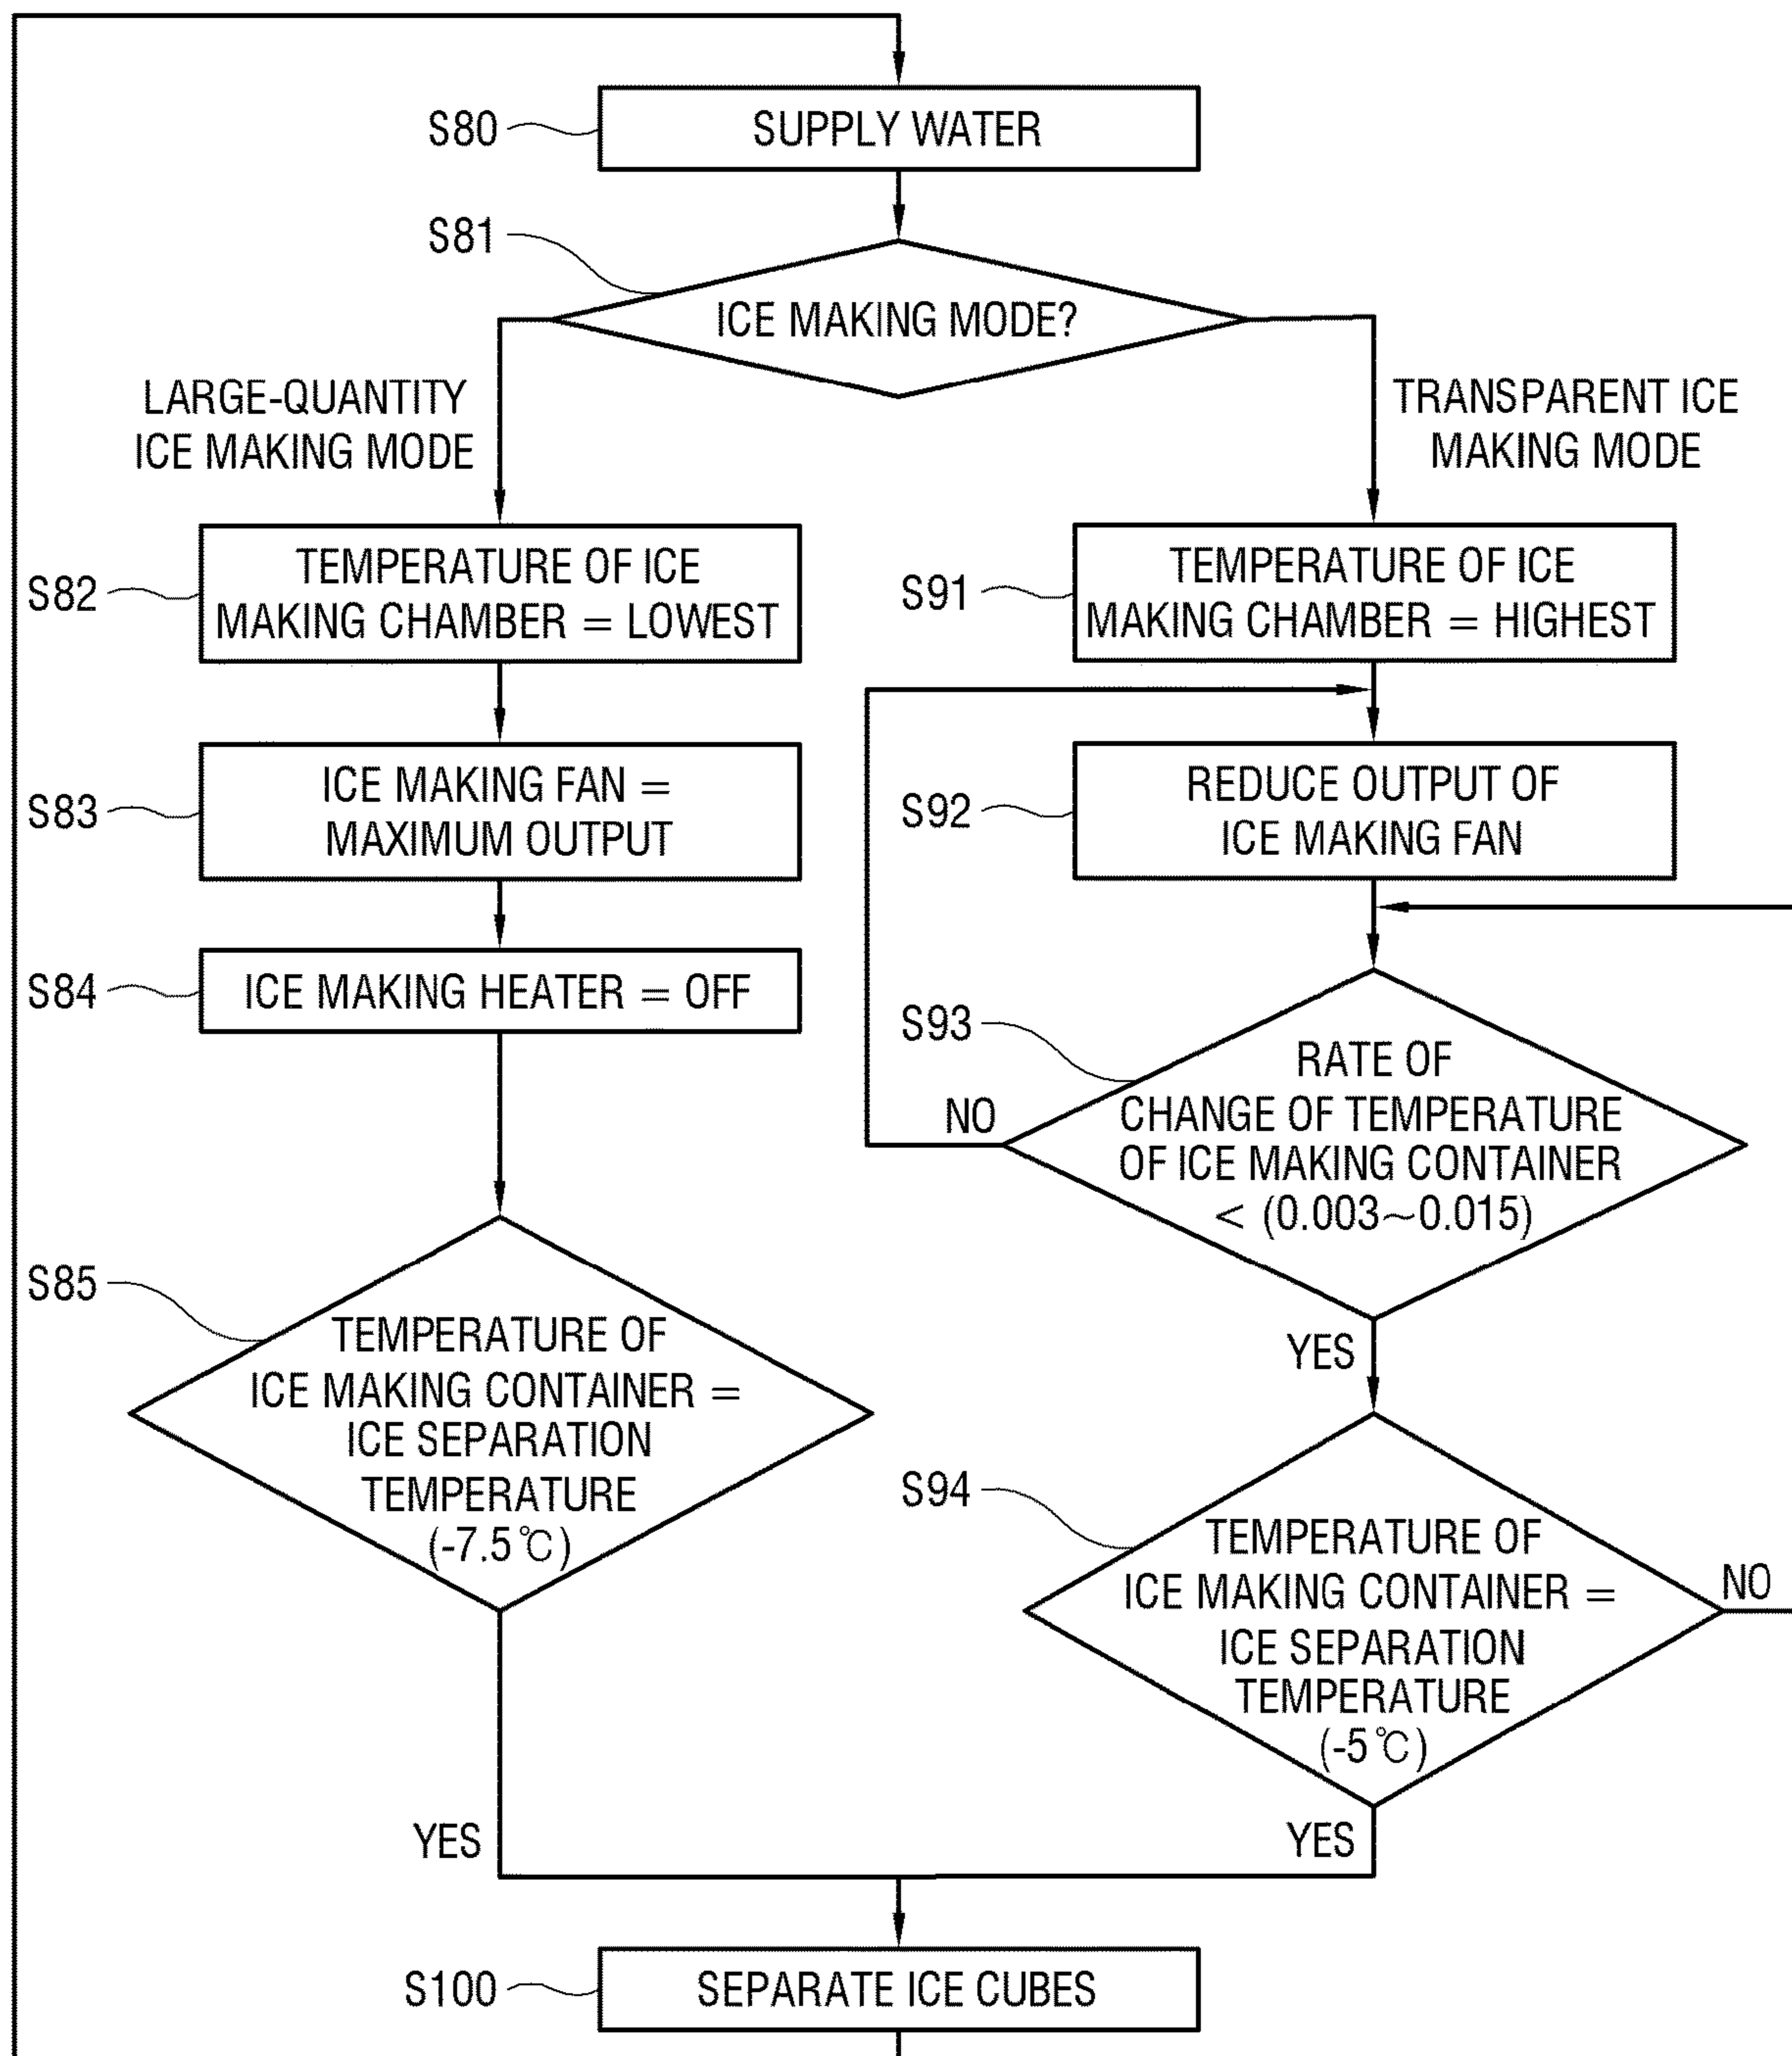 S80
SUPPLY WATER
S81
ICE MAKING MODE?
LARGE-QUANTITY
ICE MAKING MODE
TRANSPARENT ICE
MAKING MODE
S82
TEMPERATURE OF ICE
MAKING CHAMBER = LOWEST
S91
TEMPERATURE OF ICE
MAKING CHAMBER = HIGHEST
S83
ICE MAKING FAN =
MAXIMUM OUTPUT
S92
REDUCE OUTPUT OF
ICE MAKING FAN
S84
ICE MAKING HEATER = OFF
S93
RATE OF
CHANGE OF TEMPERATURE
OF ICE MAKING CONTAINER
< (0.003~0.015)
NO
YES
S85
TEMPERATURE OF
ICE MAKING CONTAINER =
ICE SEPARATION
TEMPERATURE
(-7.5℃)
YES
S94
TEMPERATURE OF
ICE MAKING CONTAINER =
ICE SEPARATION
TEMPERATURE
(-5℃)
NO
YES
S100
SEPARATE ICE CUBES